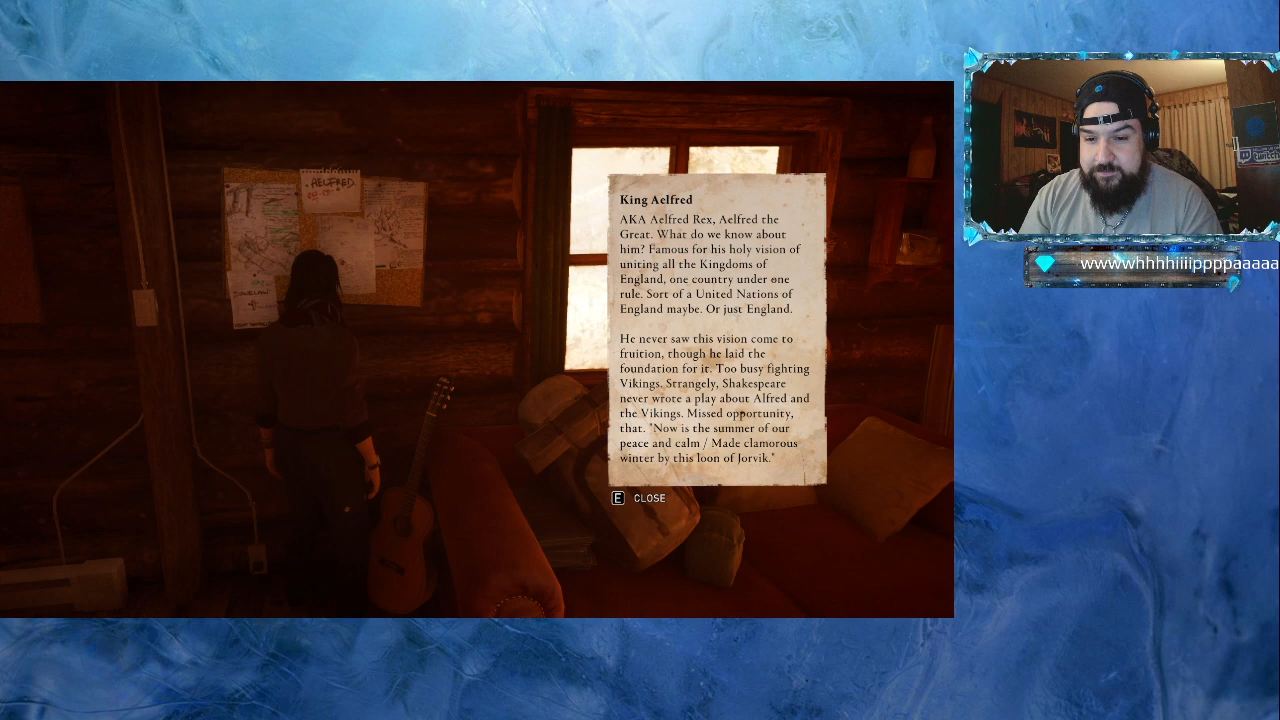 AELFRED
DANELAW
King Aelfred
AKA Aelfred Rex, Aelfred the
Great. What do we know about
him? Famous for his holy vision of
uniting all the Kingdoms of
England, one country under one
rule. Sort of a United Nations of
England maybe. Or just England.
He never saw this vision come to
fruition, though he laid the
foundation for it. Too busy fighting
Vikings. Strangely, Shakespeare
never wrote a play about Alfred and
the Vikings. Missed opportunity,
that. "Now is the summer of our
peace and calm / Made clamorous
winter by this loon of Jorvik."
E CLOSE
twitch
wwwwhhhhiiiippppaaaaa